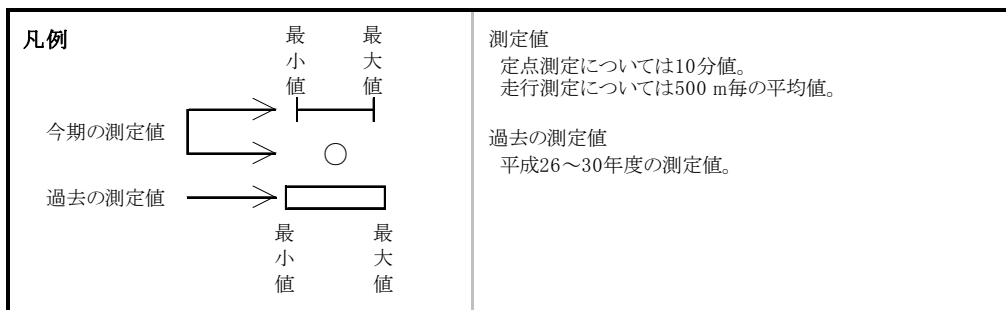 凡例
最小値
最大値
今期の測定値
○
過去の測定値
最小値
最大値
測定値
定点測定については10分値。
走行測定については500 m毎の平均値。
過去の測定値
平成26～30年度の測定値。